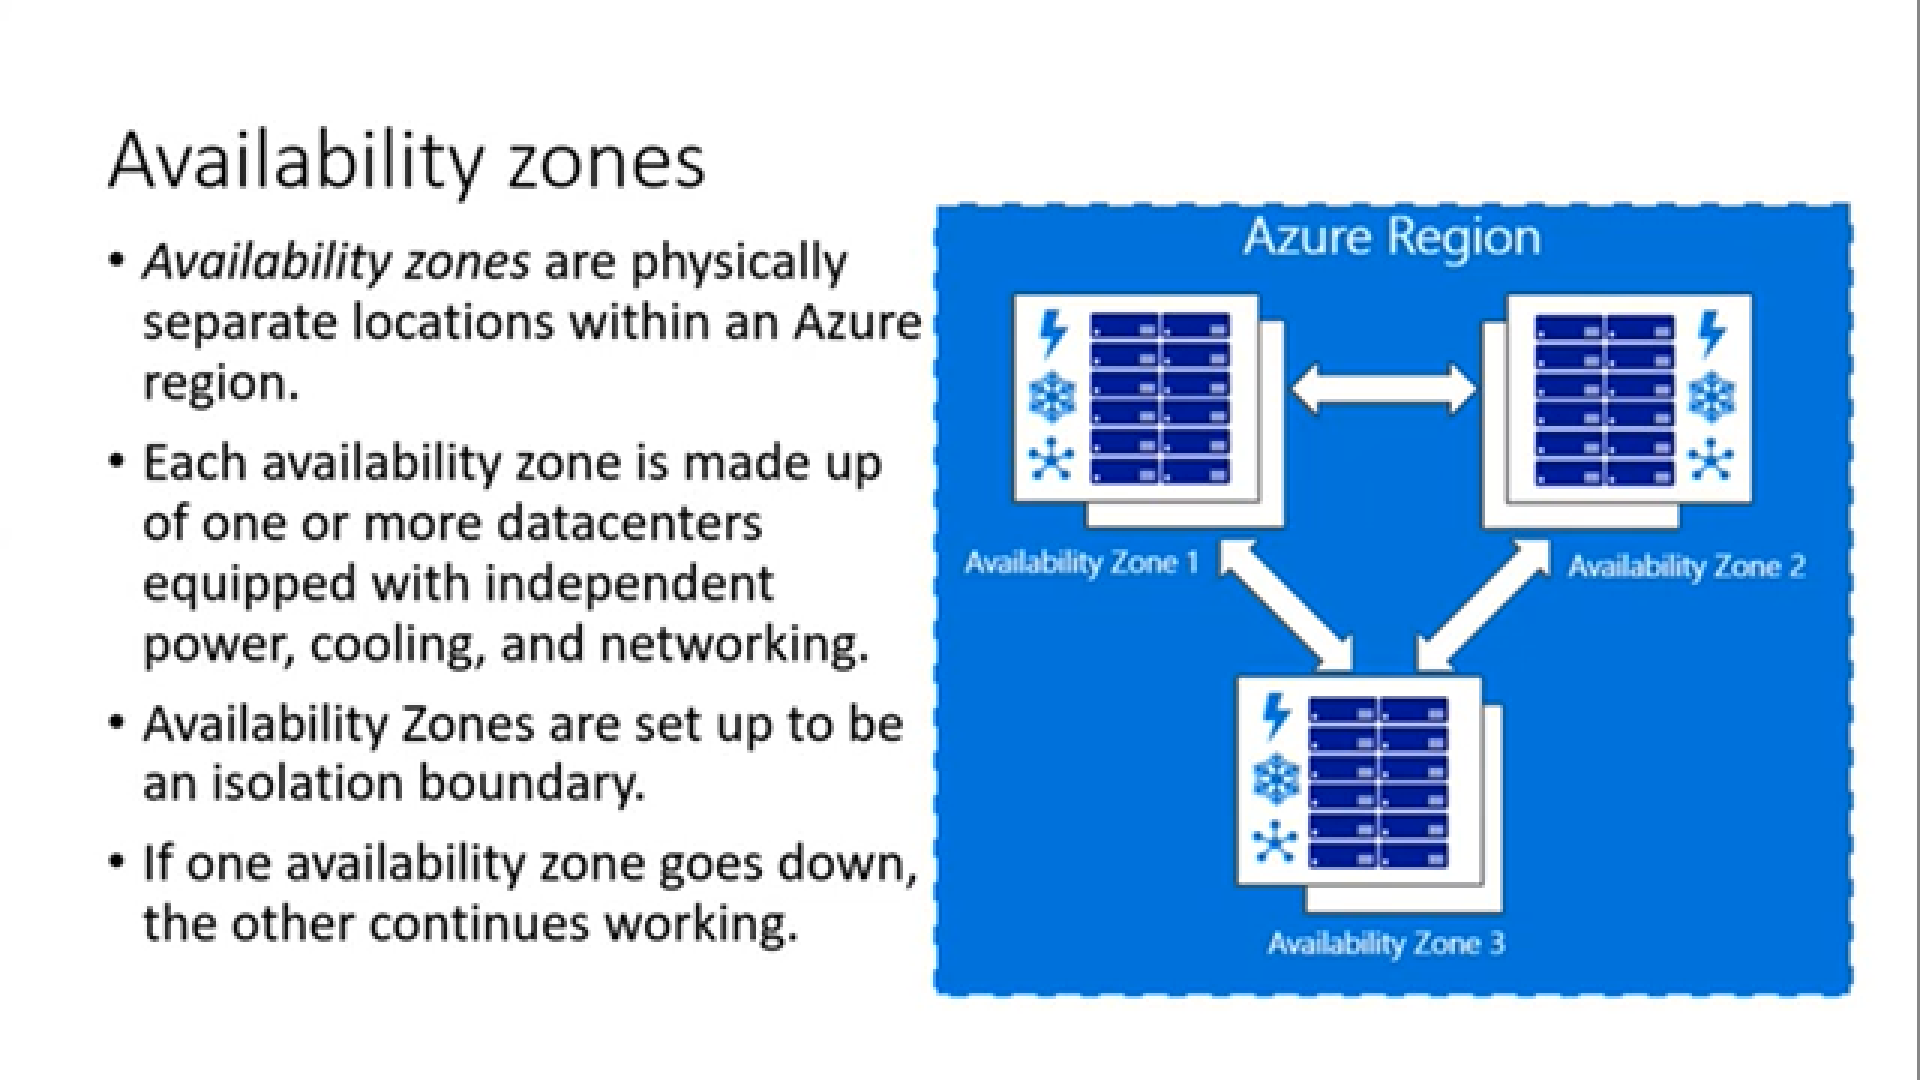 Availability zones
• Availability zones are physically
separate locations within an Azure
region.
• Each availability zone is made up
of one or more datacenters
equipped with independent
power, cooling, and networking.
• Availability Zones are set up to be
an isolation boundary.
• If one availability zone goes down,
the other continues working.
Azure Region
Availability Zone 1
Availability Zone 2
Availability Zone 3